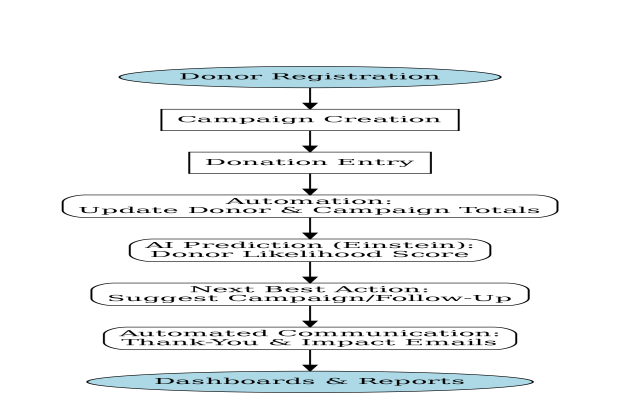 Donor Registration
Campaign Creation
Donation Entry
Automation:
Update Donor & Campaign Totals
AI Prediction (Einstein):
Donor Likelihood Score
Next Best Action:
Suggest Campaign/Follow-Up
Automated Communication:
Thank-You & Impact Emails
Dashboards & Reports